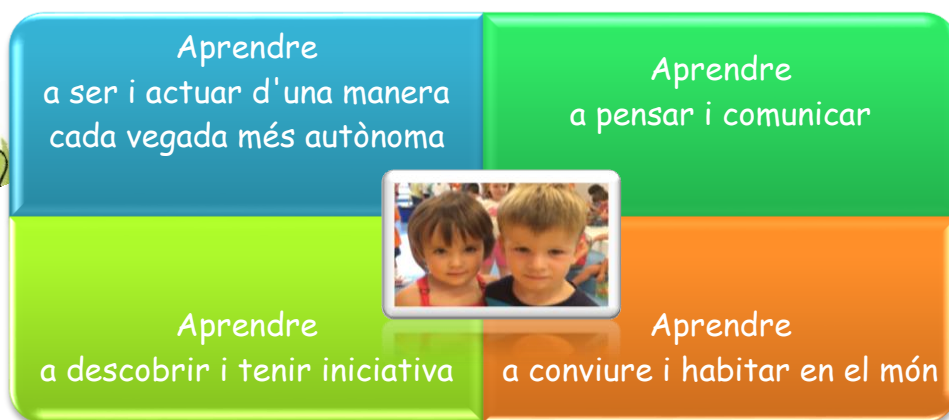 Aprendre
a ser i actuar d'una manera
cada vegada més autònoma
Aprendre
a pensar i comunicar
Aprendre
a descobrir i tenir iniciativa
Aprendre
a conviure i habitar en el món